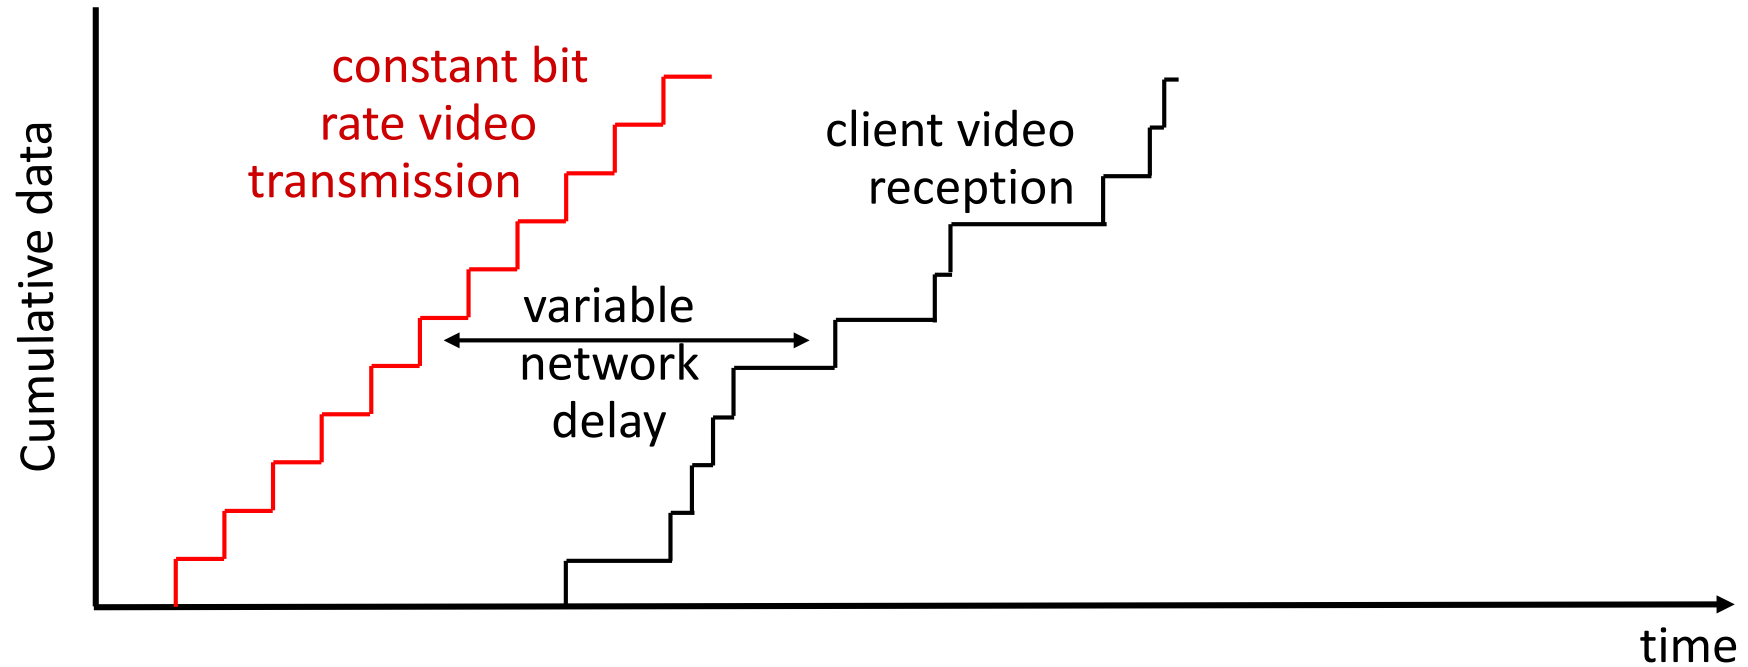 constant bit
rate video
transmission
client video
reception
variable
network
delay
Cumulative data
time